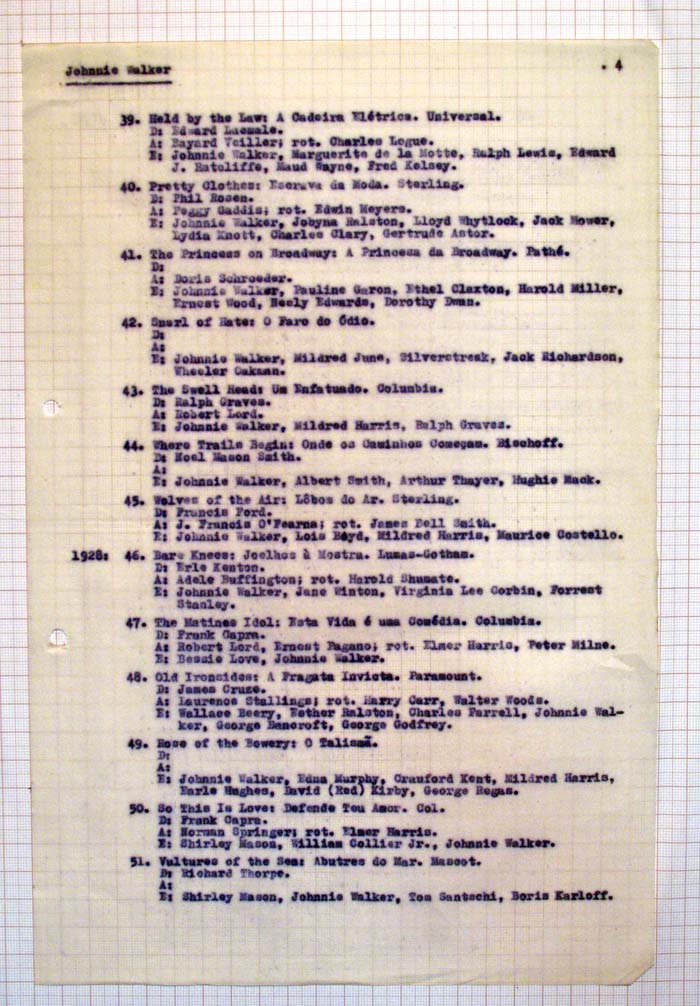 Johnnie Walker
. 4
39. Held by the Law: A Cadeira Elétrica. Universal.
D: Edward Laemmle.
A: Bayard Veiller; rot. Charles Logue.
E: Johnnie Walker, Marguerite de la Motte, Ralph Lewis, Edward
J. Ratcliffe, Maud Wayne, Fred Kelsey.
40. Pretty Clothes: Escrava da Moda. Sterling.
D: Phil Rosen.
A: Peggy Gaddis; rot. Edwin Meyers.
E: Johnnie Walker, Jobyna Ralston, Lloyd Whytlock, Jack Mower,
Lydia Knott, Charles Clary, Gertrude Astor.
41. The Princess on Broadway: A Princesa da Broadway. Pathé.
D:
A: Doris Schroeder.
E: Johnnie Walker, Pauline Garon, Ethel Claxton, Harold Miller,
Ernest Wood, Neely Edwards, Dorothy Dwan.
42. Snarl of Hate: O Faro do Ódio.
D:
A:
E: Johnnie Walker, Mildred June, Silverstreak, Jack Richardson,
Wheeler Oakman.
43. The Swell Head: Um Enfatuado. Columbia.
D: Ralph Graves.
A: Robert Lord.
E: Johnnie Walker, Mildred Harris, Ralph Graves.
44. Where Trails Begin: Onde os Caminhos Começam. Bischoff.
D: Noel Mason Smith.
A:
E: Johnnie Walker, Albert Smith, Arthur Thayer, Hughie Mack.
45. Wolves of the Air: Lôbos do Ar. Sterling.
D: Francis Ford.
A: J. Francis O'Fearna; rot. James Bell Smith.
E: Johnnie Walker, Lois Boyd, Mildred Harris, Maurice Costello.
1928: 46. Bare Knees: Joelhos à Mostra. Lumas-Gotham.
D: Erle Kenton.
A: Adele Buffington; rot. Harold Shumate.
E: Johnnie Walker, Jane Winton, Virginia Lee Corbin, Forrest
Stanley.
47. The Matinee Idol: Esta Vida é uma Comédia. Columbia.
D: Frank Capra.
A: Robert Lord, Ernest Pagano; rot. Elmer Harris, Peter Milne.
E: Bessie Love, Johnnie Walker.
48. Old Ironsides: A Fragata Invicta. Paramount.
D: James Cruze.
A: Laurence Stallings; rot. Harry Carr, Walter Woods.
E: Wallace Beery, Esther Ralston, Charles Farrell, Johnnie Wal-
ker, George Bancroft, George Godfrey.
49. Rose of the Bowery: O Talismã.
D:
A:
E: Johnnie Walker, Edna Murphy, Crauford Kent, Mildred Harris,
Earle Hughes, David (Red) Kirby, George Regas.
50. So This Is Love: Defende Teu Amor. Col.
D: Frank Capra.
A: Norman Springer; rot. Elmer Harris.
E: Shirley Mason, William Collier Jr., Johnnie Walker.
51. Vultures of the Sea: Abutres do Mar. Mascot.
D: Richard Thorpe.
A:
E: Shirley Mason, Johnnie Walker, Tom Santschi, Boris Karloff.